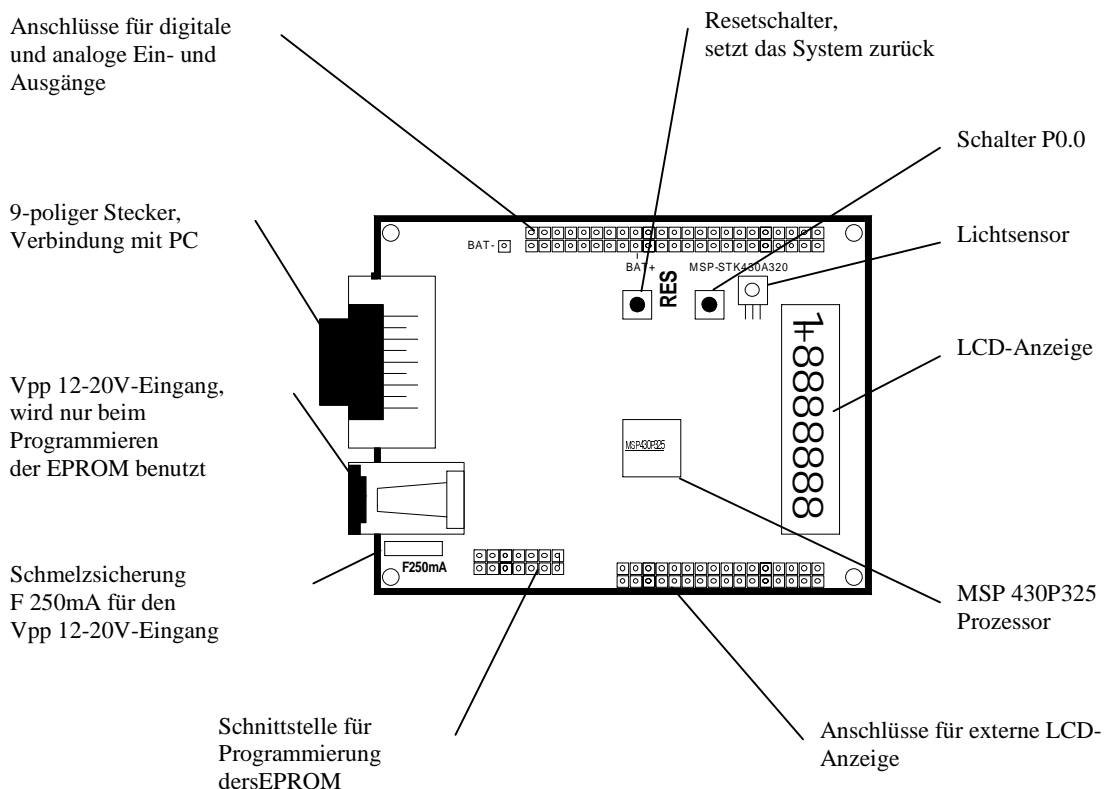 Anschlüsse für digitale
und analoge Ein- und
Ausgänge
Resetschalter,
setzt das System zurück
Schalter P0.0
9-poliger Stecker,
Verbindung mit PC
Lichtsensor
BAT-
BAT+
MSP-STK430A320
RES
LCD-Anzeige
1+8888888
Vpp 12-20V-Eingang,
wird nur beim
Programmieren
der EPROM benutzt
MSP430P325
F250mA
Schmelzsicherung
F 250mA für den
Vpp 12-20V-Eingang
MSP 430P325
Prozessor
Schnittstelle für
Programmierung
dersEPROM
Anschlüsse für externe LCD-
Anzeige